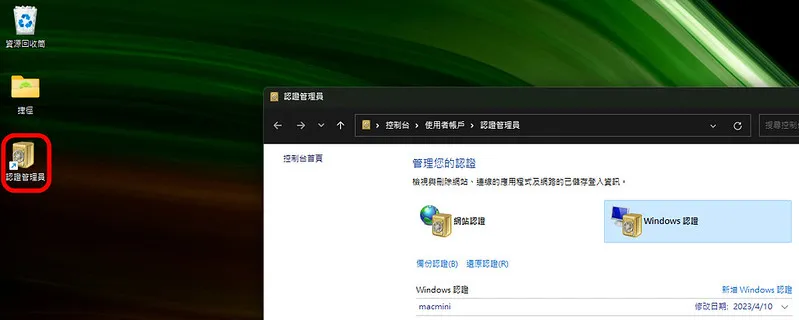 資源回收筒
捷徑
認證管理員
認證管理員
控制台 > 使用者帳戶 > 認證管理員
搜尋控制
控制台首頁
管理您的認證
檢視與刪除網站、連線的應用程式及網路的已儲存登入資訊。
網站認證
Windows 認證
備份認證(B) 還原認證(R)
Windows 認證 新增 Windows 認證
macmini 修改日期: 2023/4/10